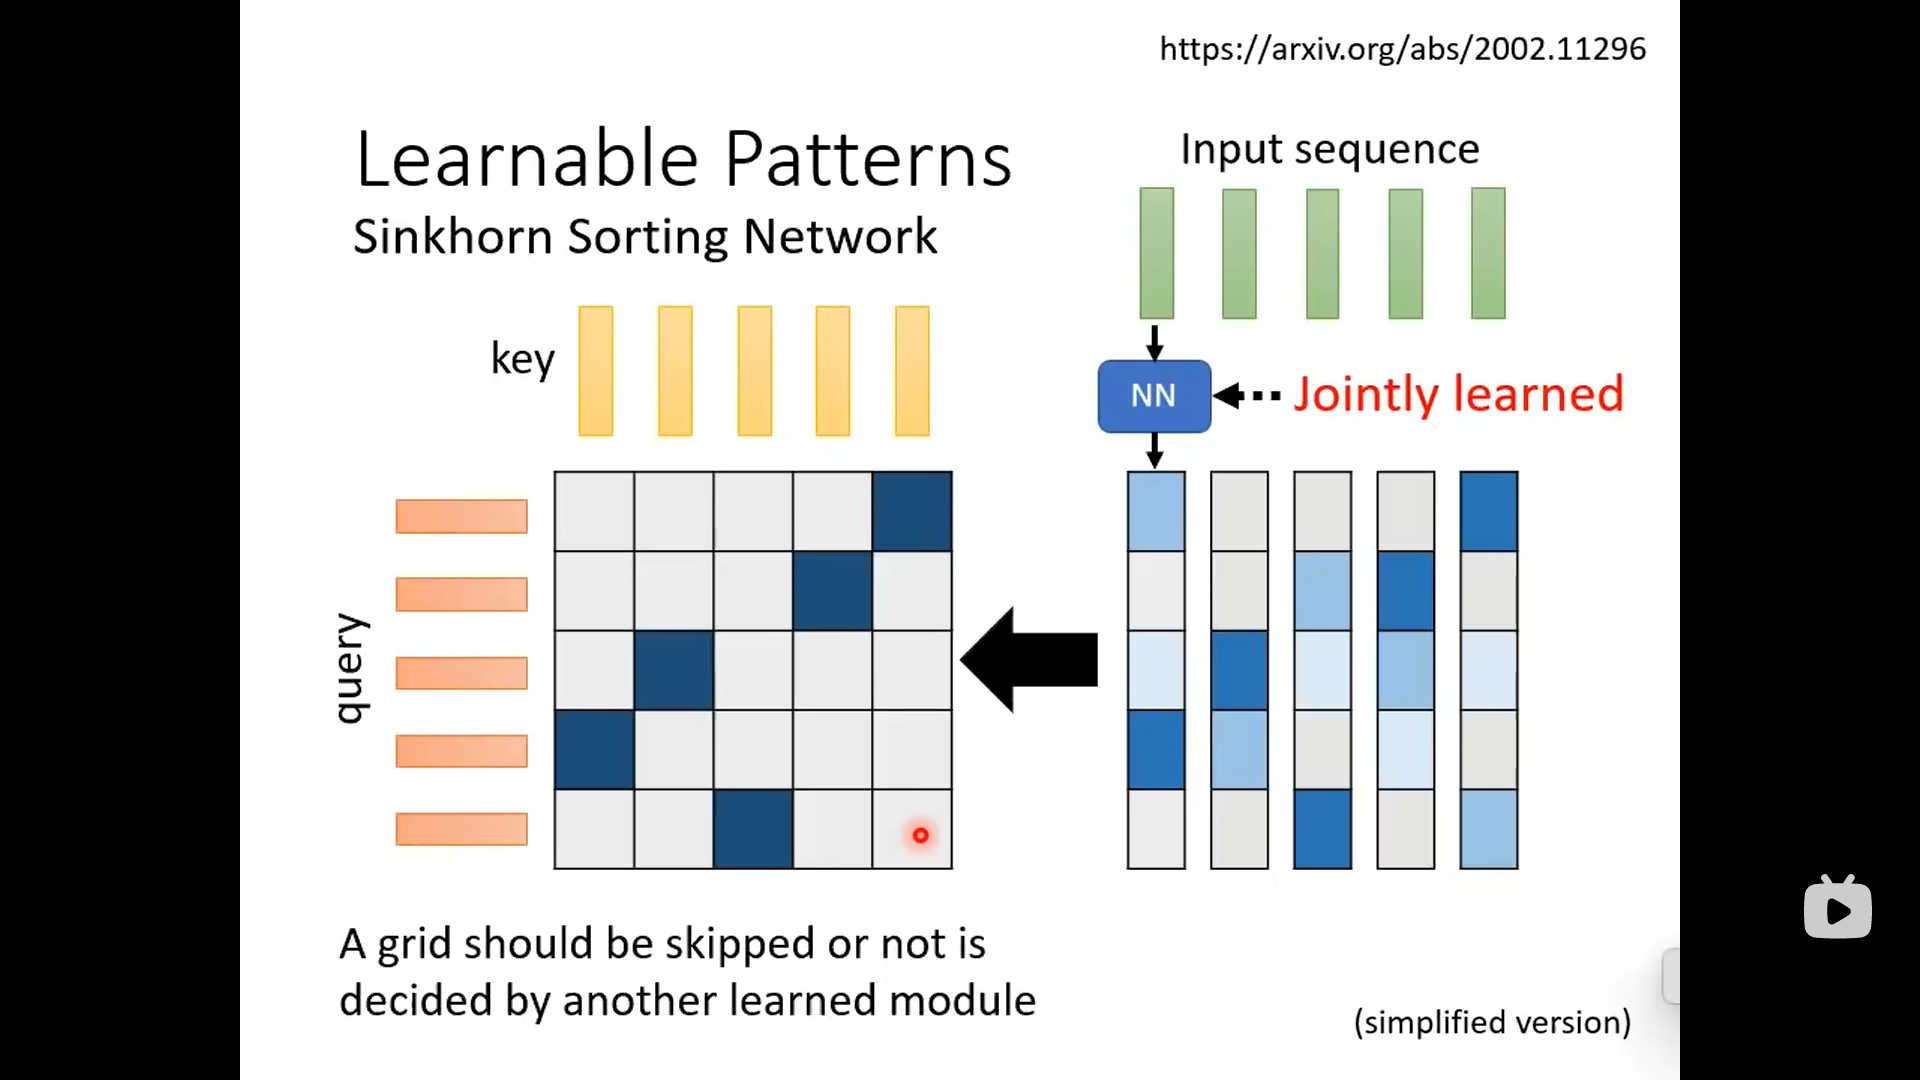 https://arxiv.org/abs/2002.11296
Learnable Patterns
Sinkhorn Sorting Network
Input sequence
key
NN
Jointly learned
query
A grid should be skipped or not is
decided by another learned module
(simplified version)